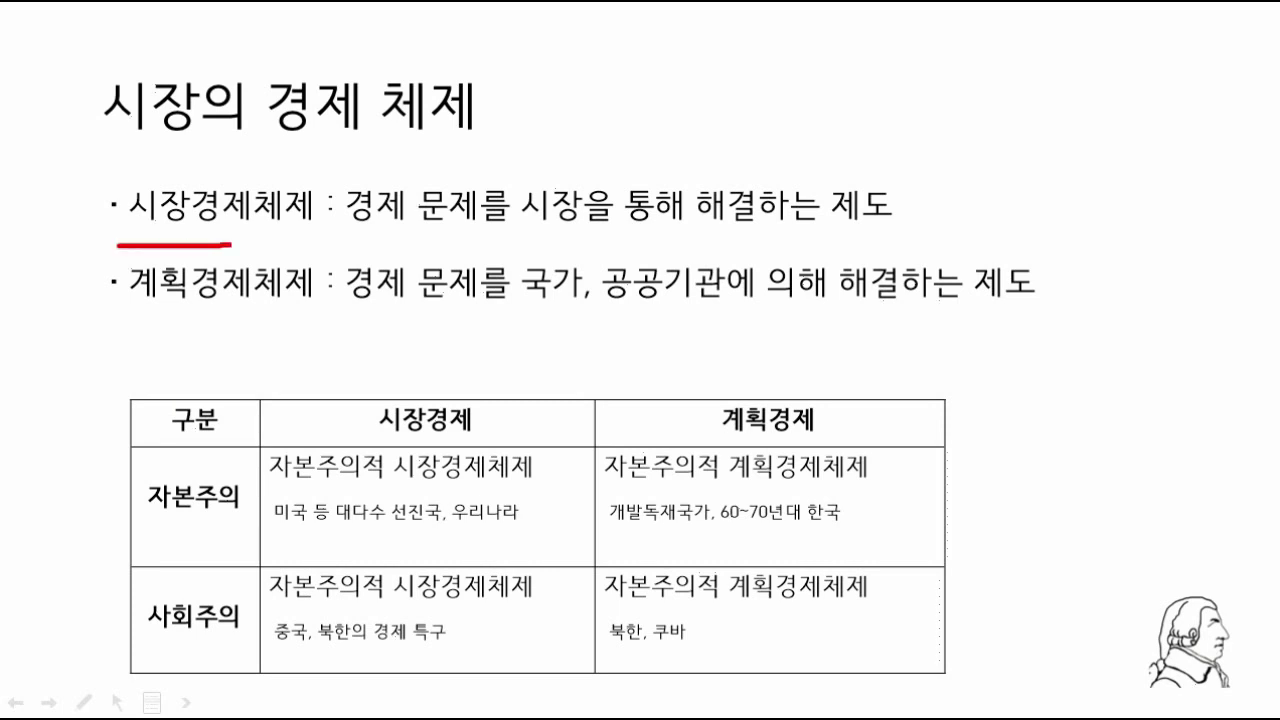 시장의 경제 체제
· 시장경제체제 : 경제 문제를 시장을 통해 해결하는 제도
· 계획경제체제 : 경제 문제를 국가, 공공기관에 의해 해결하는 제도
구분 시장경제 계획경제
자본주의적 시장경제체제 자본주의적 계획경제체제
자본주의
미국 등 대다수 선진국, 우리나라 개발독재국가, 60~70년대 한국
자본주의적 시장경제체제 자본주의적 계획경제체제
사회주의
중국, 북한의 경제 특구 북한, 쿠바